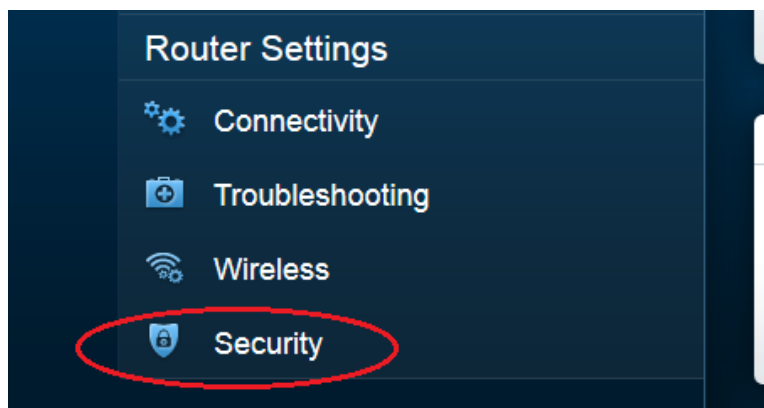 Router Settings
Connectivity
Troubleshooting
Wireless
Security